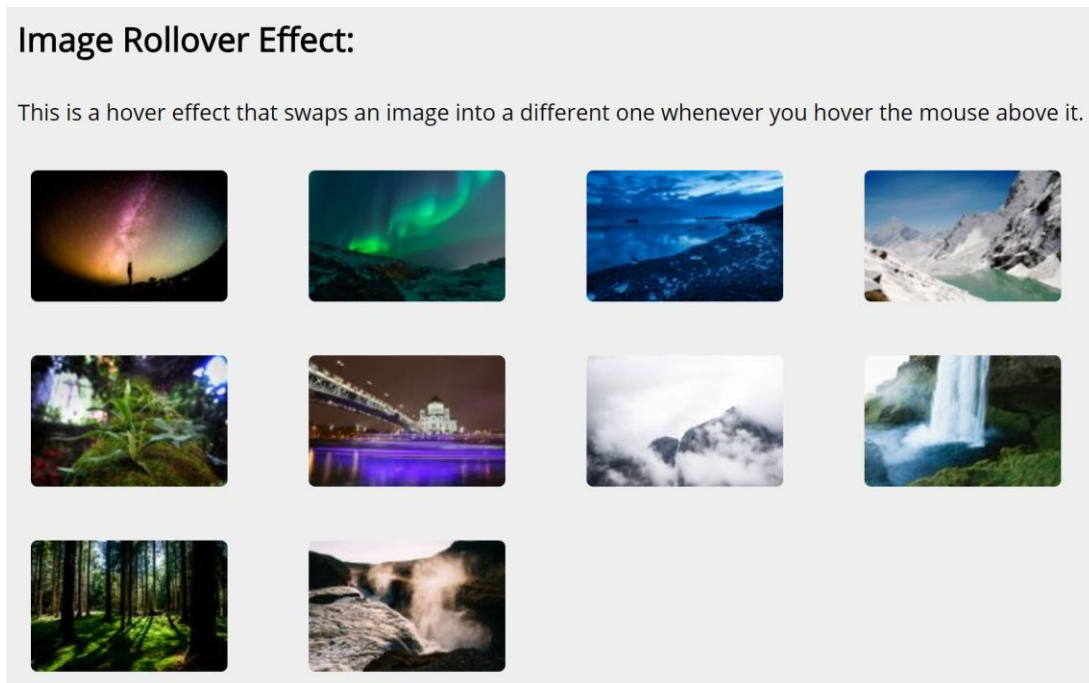 Image Rollover Effect:
This is a hover effect that swaps an image into a different one whenever you hover the mouse above it.